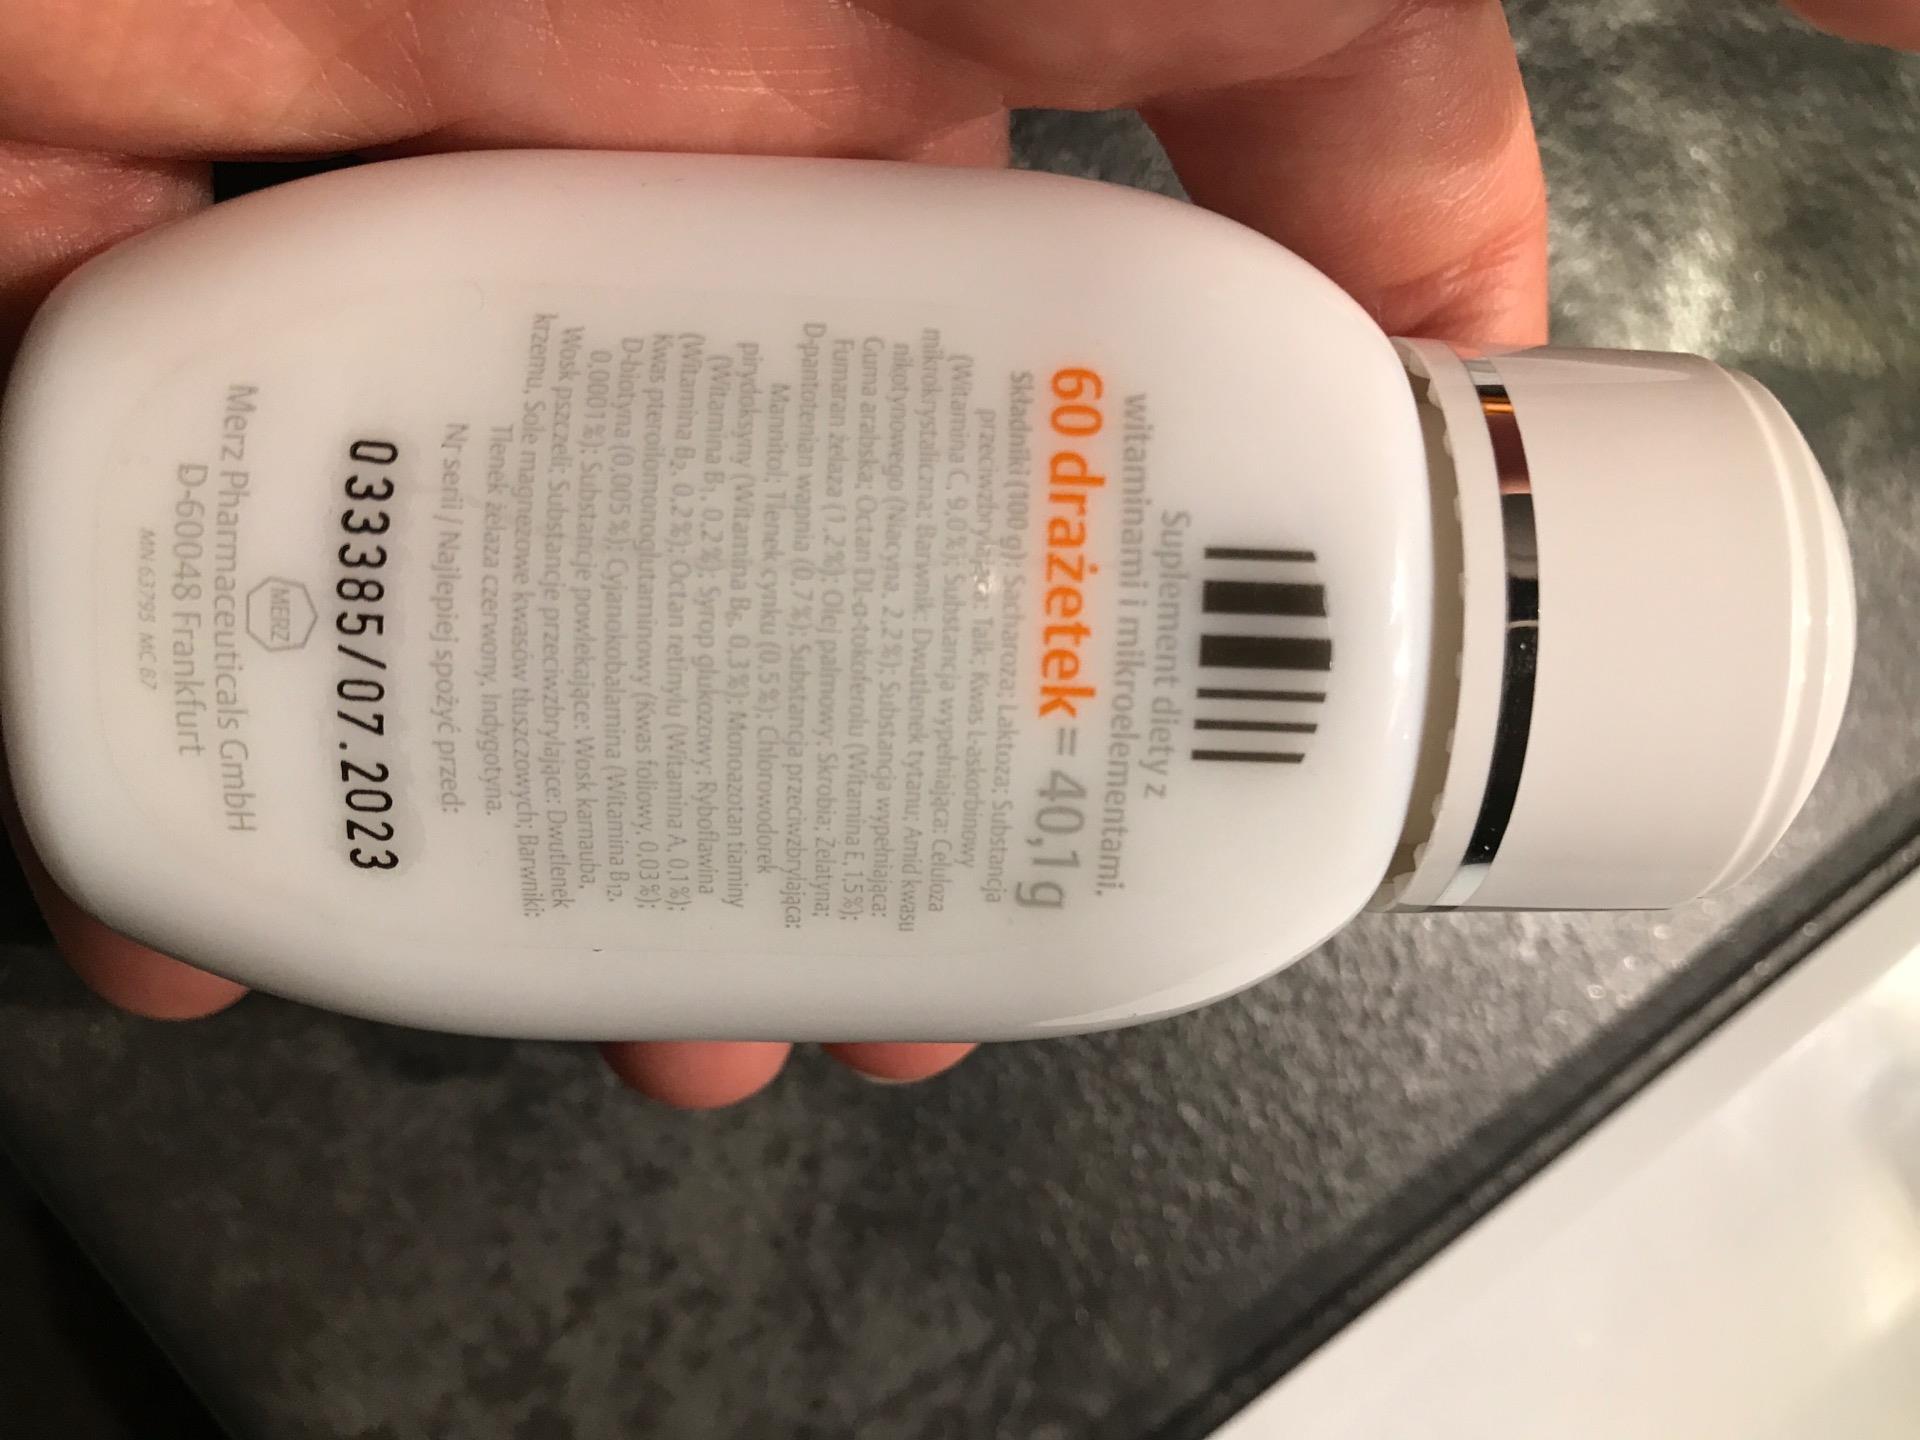 Suplement diety z
witaminami i mikroelementami.
60 drażetek = 40,1 g
Składniki (100 g): Sacharoza; Laktoza; Substancja
przeciwzbrylająca: Talk; Kwas L-askorbinowy
(Witamina C, 9,0%); Substancja wypełniająca: Celuloza
mikrokrystaliczna; Barwnik: Dwutlenek tytanu; Amid kwasu
nikotynowego (Niacyna, 2,2%); Substancja wypełniająca:
Guma arabska; Octan DL-α-tokoferolu (Witamina E, 1,5%);
Fumaran żelaza (1,2%); Olej palmowy; Skrobia; Żelatyna;
D-pantotenian wapnia (0,7%); Substancja przeciwzbrylająca:
Mannitol; Tlenek cynku (0,5%); Chlorowodorek
pirydoksyny (Witamina B6, 0,3%); Monoazotan tiaminy
(Witamina B1, 0,2%); Syrop glukozowy; Ryboflawina
(Witamina B2, 0,2%); Octan retinylu (Witamina A, 0,1%);
Kwas pteroilomonoglutaminowy (Kwas foliowy, 0,03%);
D-biotyna (0,005%); Cyjanokobalamina (Witamina B12,
0,0001%); Substancje powlekające: Wosk karnauba,
Wosk pszczeli; Substancje przeciwzbrylające: Dwutlenek
krzemu, Sole magnezowe kwasów tłuszczowych; Barwniki:
Tlenek żelaza czerwony, Indygotyna.
Nr serii / Najlepiej spożyć przed:
033385/07.2023
MERZ
Merz Pharmaceuticals GmbH
D-60048 Frankfurt
MN 63795 MC 87